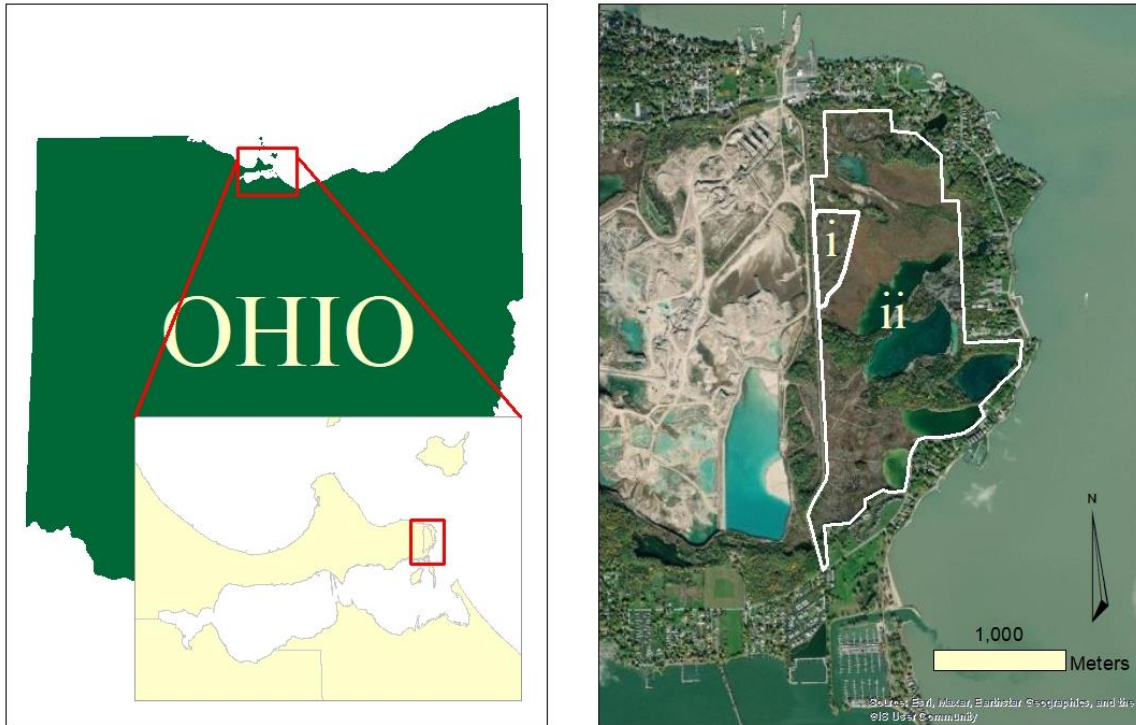 OHIO
i
ii
N
1,000
Meters
Source: Esri, Maxar, Earthstar Geographics, and the
GIS User Community